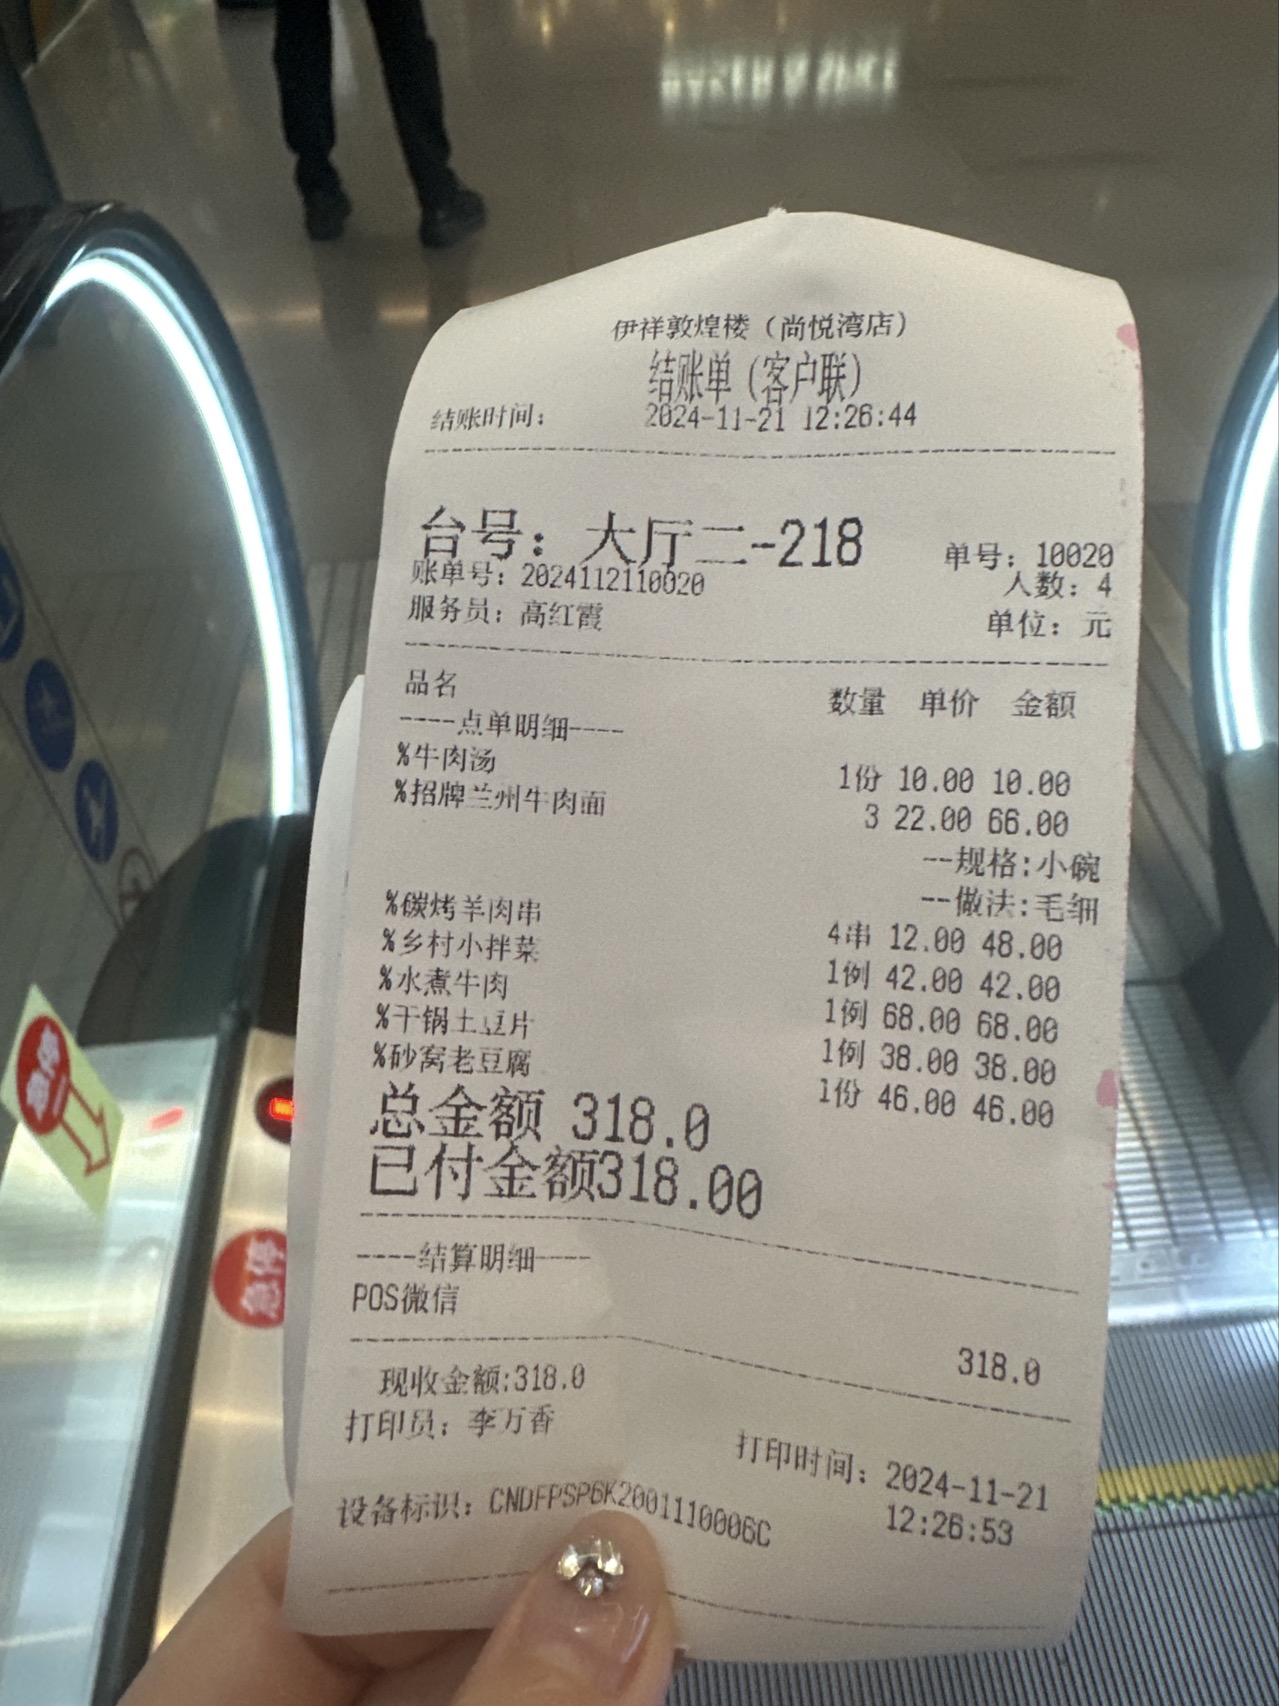 伊祥敦煌楼（尚悦湾店）
结账单（客户联）
结账时间： 2024-11-21 12:26:44
台号：大厅二-218 单号：10020
账单号：2024112110020 人数：4
服务员：高红霞 单位：元
品名 数量 单价 金额
----点单明细----
%牛肉汤 1份 10.00 10.00
%招牌兰州牛肉面 3 22.00 66.00
--规格:小碗
--做法:毛细
%碳烤羊肉串 4串 12.00 48.00
%乡村小拌菜 1例 42.00 42.00
%水煮牛肉 1例 68.00 68.00
%干锅土豆片 1例 38.00 38.00
%砂窝老豆腐 1份 46.00 46.00
总金额 318.0
已付金额318.00
----结算明细----
POS微信 318.0
现收金额:318.0
打印员：李万香 打印时间：2024-11-21
12:26:53
设备标识：CNDFPSP6K2001110006C
急停
急停